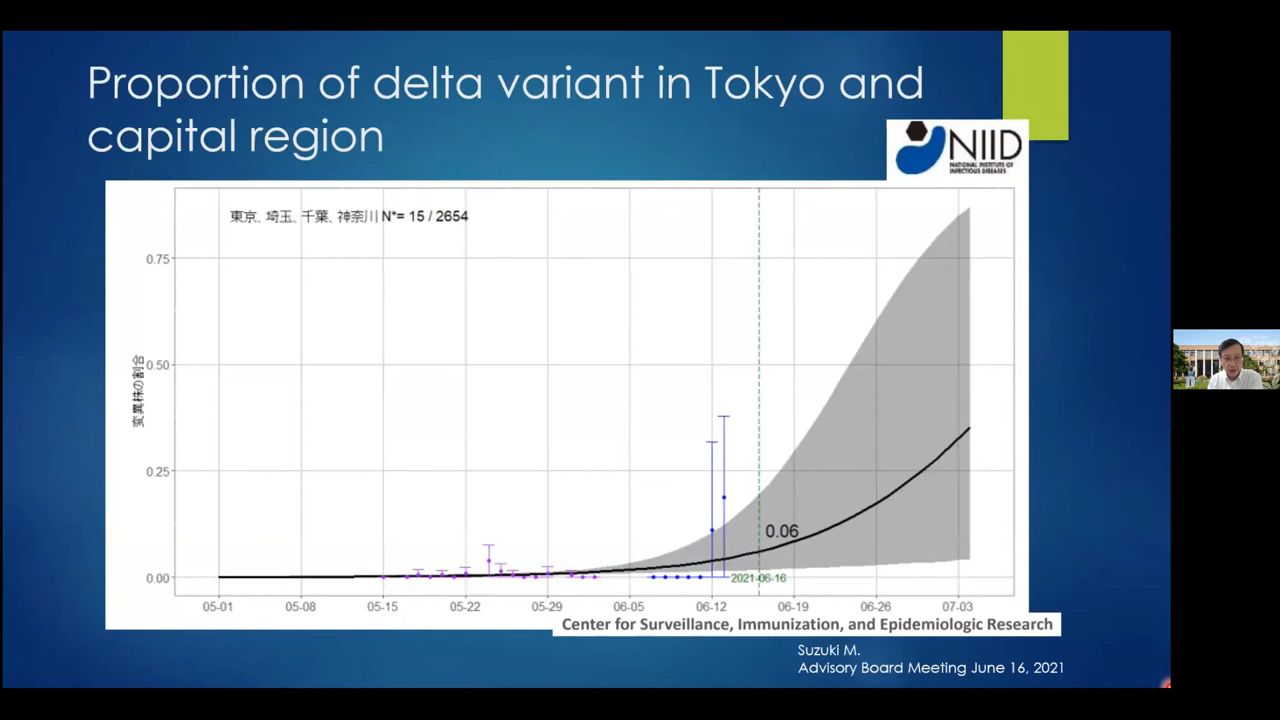 Proportion of delta variant in Tokyo and
capital region
NIID
NATIONAL INSTITUTE OF
INFECTIOUS DISEASES
東京、埼玉、千葉、神奈川 N*= 15 / 2654
変異株の割合
0.75
0.50
0.25
0.00
0.06
2021-06-16
05-01 05-08 05-15 05-22 05-29 06-05 06-12 06-19 06-26 07-03
Center for Surveillance, Immunization, and Epidemiologic Research
Suzuki M.
Advisory Board Meeting June 16, 2021